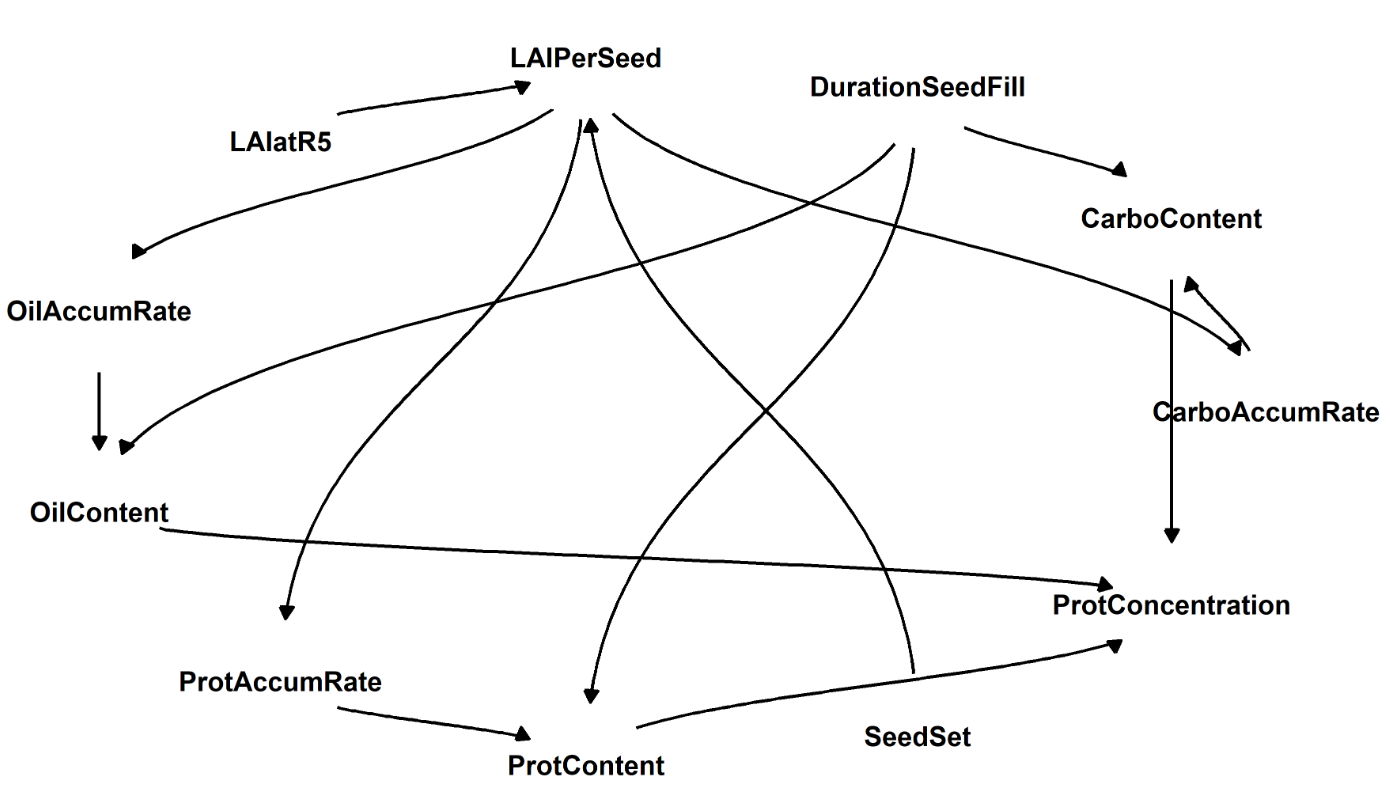 LAIPerSeed
DurationSeedFill
LAIatR5
CarboContent
OilAccumRate
CarboAccumRate
OilContent
ProtConcentration
ProtAccumRate
SeedSet
ProtContent